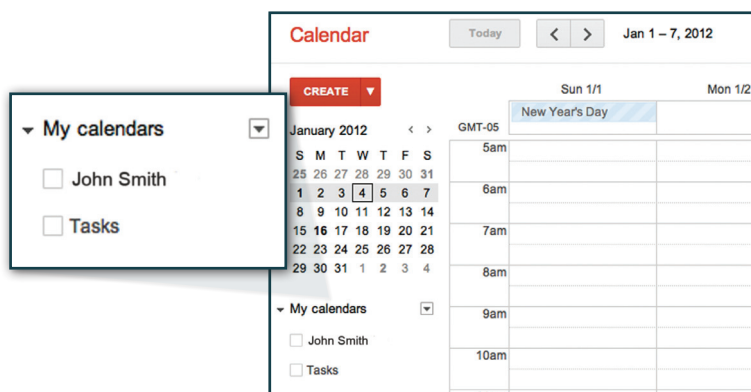 My calendars
John Smith
Tasks
Calendar
Today
Jan 1 – 7, 2012
CREATE
Sun 1/1
Mon 1/2
New Year's Day
January 2012
GMT-05
S M T W T F S
25 26 27 28 29 30 31
1 2 3 4 5 6 7
8 9 10 11 12 13 14
15 16 17 18 19 20 21
22 23 24 25 26 27 28
29 30 31 1 2 3 4
My calendars
John Smith
Tasks
5am
6am
7am
8am
9am
10am